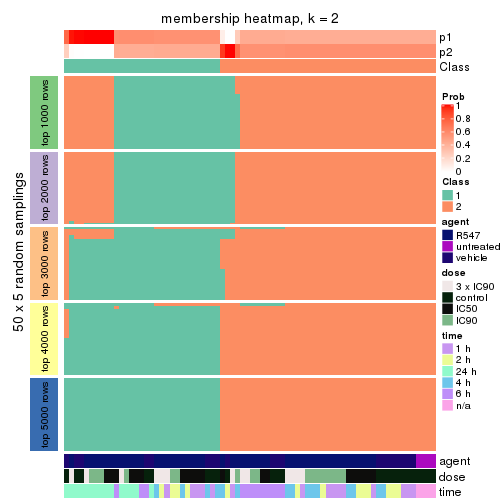 membership heatmap, k = 2
p1
p2
Class
50 x 5 random samplings
top 1000 rows
top 2000 rows
top 3000 rows
top 4000 rows
top 5000 rows
agent
dose
time
Prob
1
0.8
0.6
0.4
0.2
0
Class
1
2
agent
R547
untreated
vehicle
dose
3 x IC90
control
IC50
IC90
time
1 h
2 h
24 h
4 h
6 h
n/a